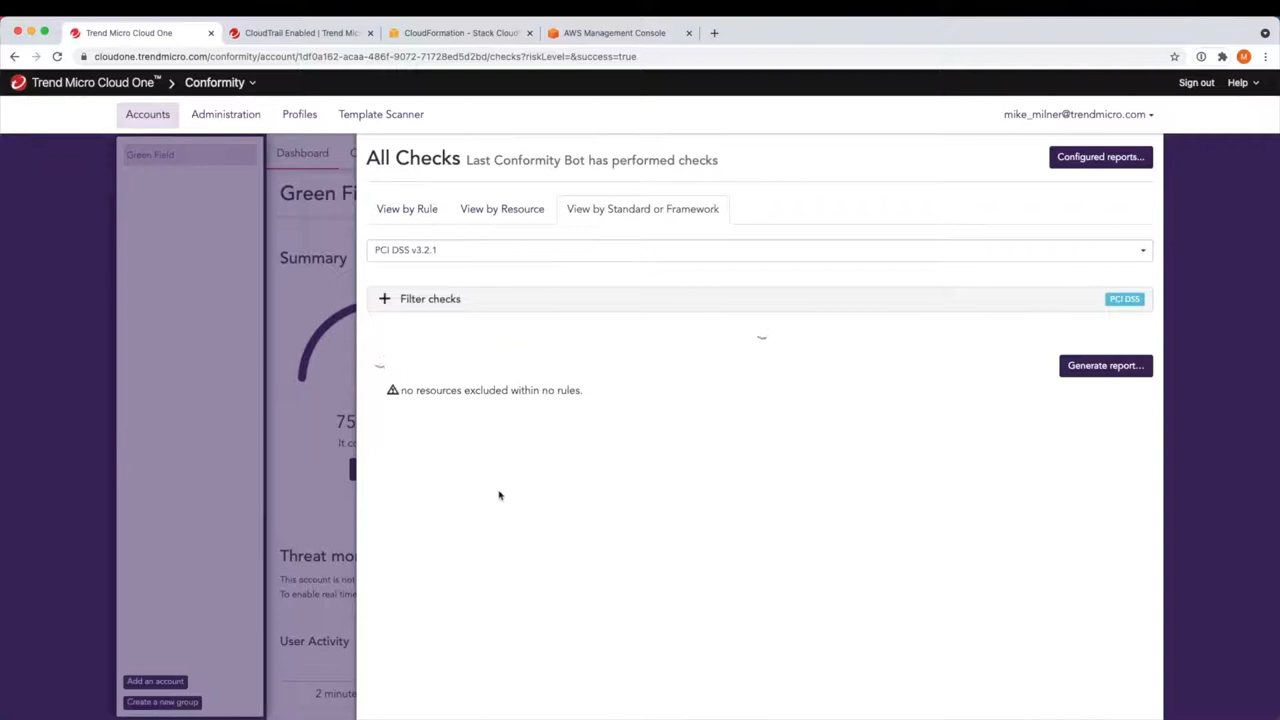 Trend Micro Cloud One
CloudTrail Enabled | Trend Mic
CloudFormation - Stack CloudF
AWS Management Console
cloudone.trendmicro.com/conformity/account/1df0a162-acaa-486f-9072-71728ed5d2bd/checks?riskLevel=&success=true
M
Trend Micro Cloud One™ > Conformity
Sign out
Help
Accounts
Administration
Profiles
Template Scanner
mike_milner@trendmicro.com
Green Field
Dashboard
C
Green Fi
All Checks Last Conformity Bot has performed checks
Configured reports...
View by Rule
View by Resource
View by Standard or Framework
PCI DSS v3.2.1
Summary
+ Filter checks
PCI DSS
Generate report...
no resources excluded within no rules.
75
It co
Threat mo
This account is not
To enable real time
User Activity
Add an account
Create a new group
2 minute